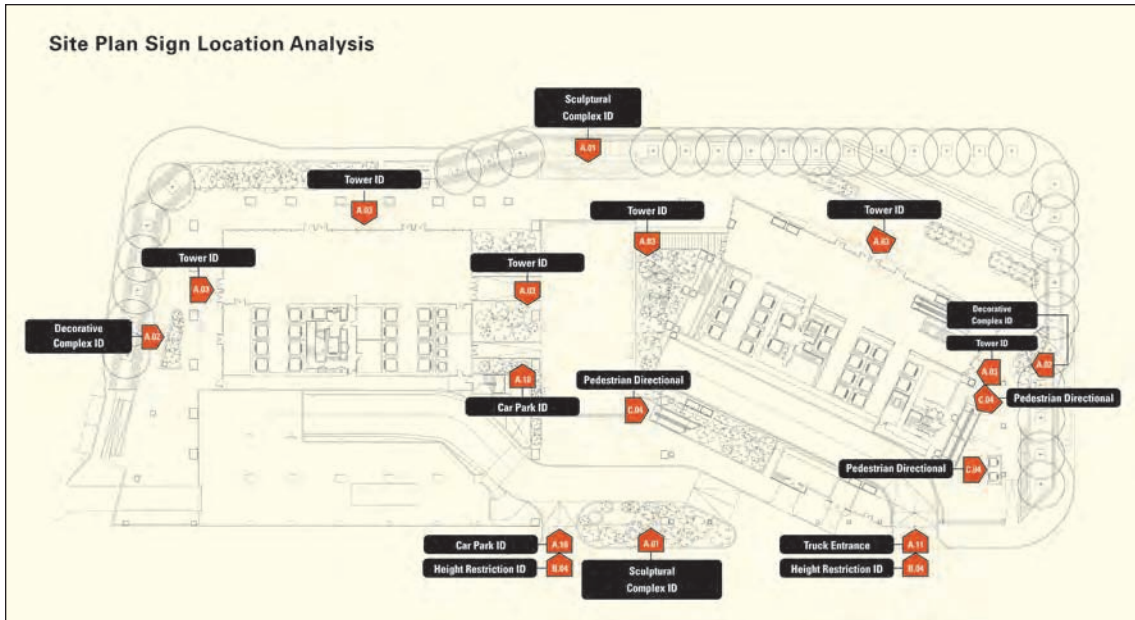 Site Plan Sign Location Analysis
Sculptural
Complex ID
A.01
Tower ID
A.03
Tower ID
A.03
Tower ID
A.03
Tower ID
A.03
Tower ID
A.03
Decorative
Complex ID
A.02
Decorative
Complex ID
A.02
Tower ID
A.03
Pedestrian Directional
C.04
Pedestrian Directional
C.04
Car Park ID
A.10
Pedestrian Directional
C.04
Car Park ID
A.10
Height Restriction ID
B.04
A.01
Sculptural
Complex ID
Truck Entrance
A.11
Height Restriction ID
B.04